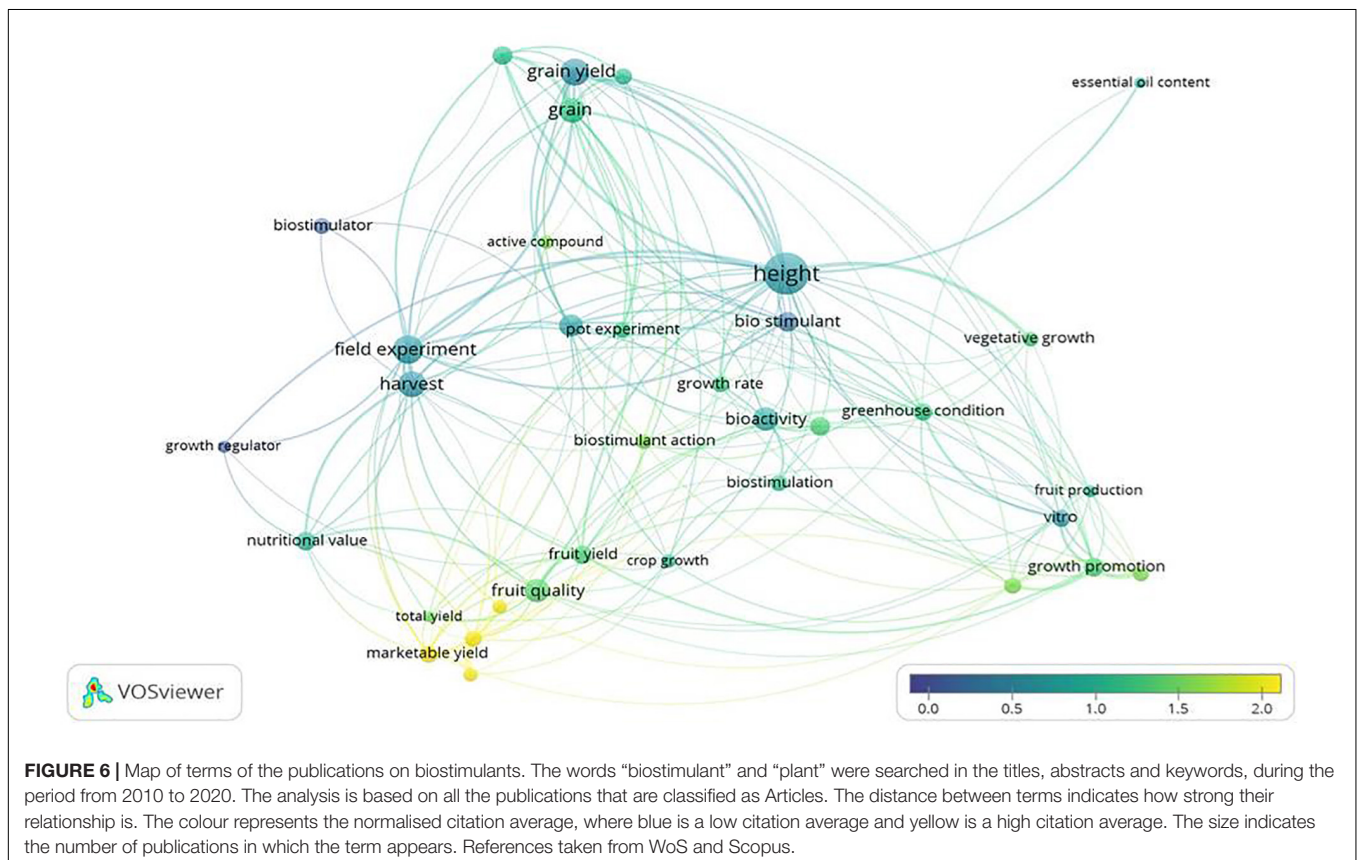 grain yield
essential oil content
grain
biostimulator
active compound
height
bio stimulant
pot experiment
vegetative growth
field experiment
harvest
growth rate
greenhouse condition
bioactivity
biostimulant action
growth regulator
biostimulation
fruit production
vitro
nutritional value
fruit yield
crop growth
growth promotion
fruit quality
total yield
marketable yield
VOSviewer
0.0 0.5 1.0 1.5 2.0
FIGURE 6 | Map of terms of the publications on biostimulants. The words “biostimulant” and “plant” were searched in the titles, abstracts and keywords, during the
period from 2010 to 2020. The analysis is based on all the publications that are classified as Articles. The distance between terms indicates how strong their
relationship is. The colour represents the normalised citation average, where blue is a low citation average and yellow is a high citation average. The size indicates
the number of publications in which the term appears. References taken from WoS and Scopus.